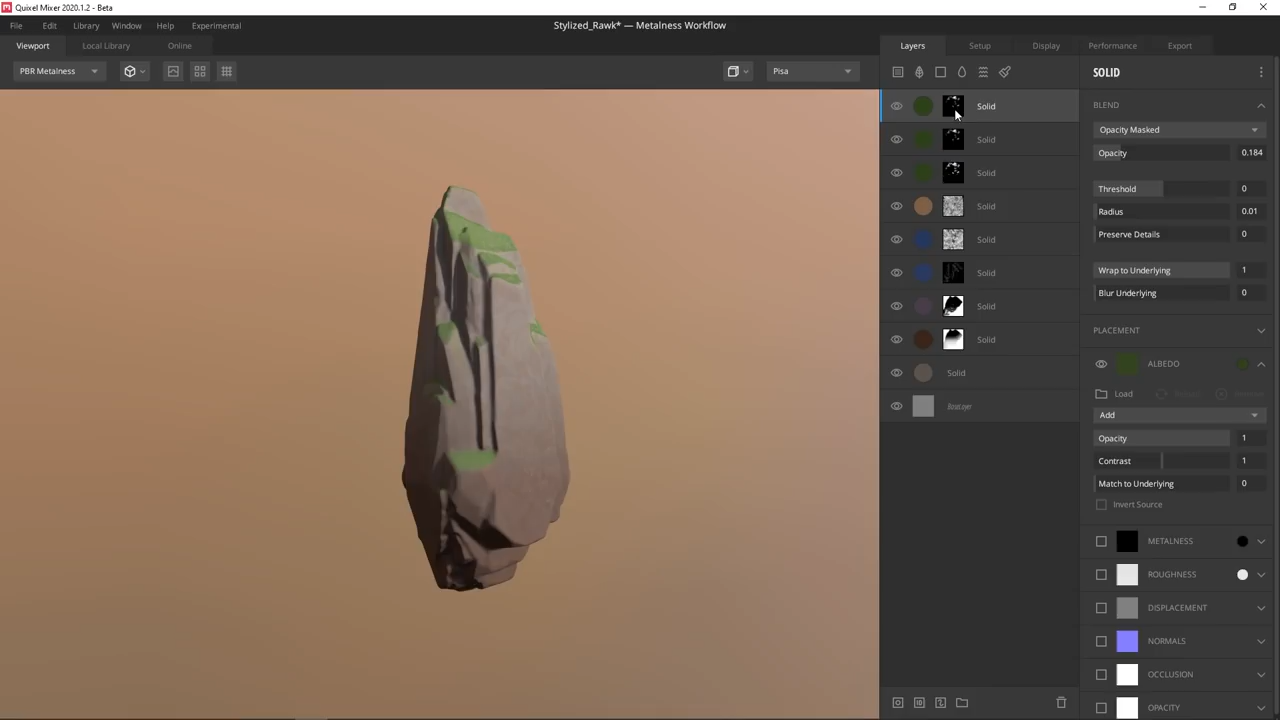 Quixel Mixer 2020.1.2 - Beta
File Edit Library Window Help Experimental
Stylized_Rawk* — Metalness Workflow
Viewport Local Library Online
Layers Setup Display Performance Export
PBR Metalness
Pisa
SOLID
BLEND
Opacity Masked
Opacity 0.184
Threshold 0
Radius 0.01
Preserve Details 0
Wrap to Underlying 1
Blur Underlying 0
PLACEMENT
ALBEDO
Load
Add
Opacity 1
Contrast 1
Match to Underlying 0
Invert Source
METALNESS
ROUGHNESS
DISPLACEMENT
NORMALS
OCCLUSION
OPACITY
Solid
Solid
Solid
Solid
Solid
Solid
Solid
Solid
Solid